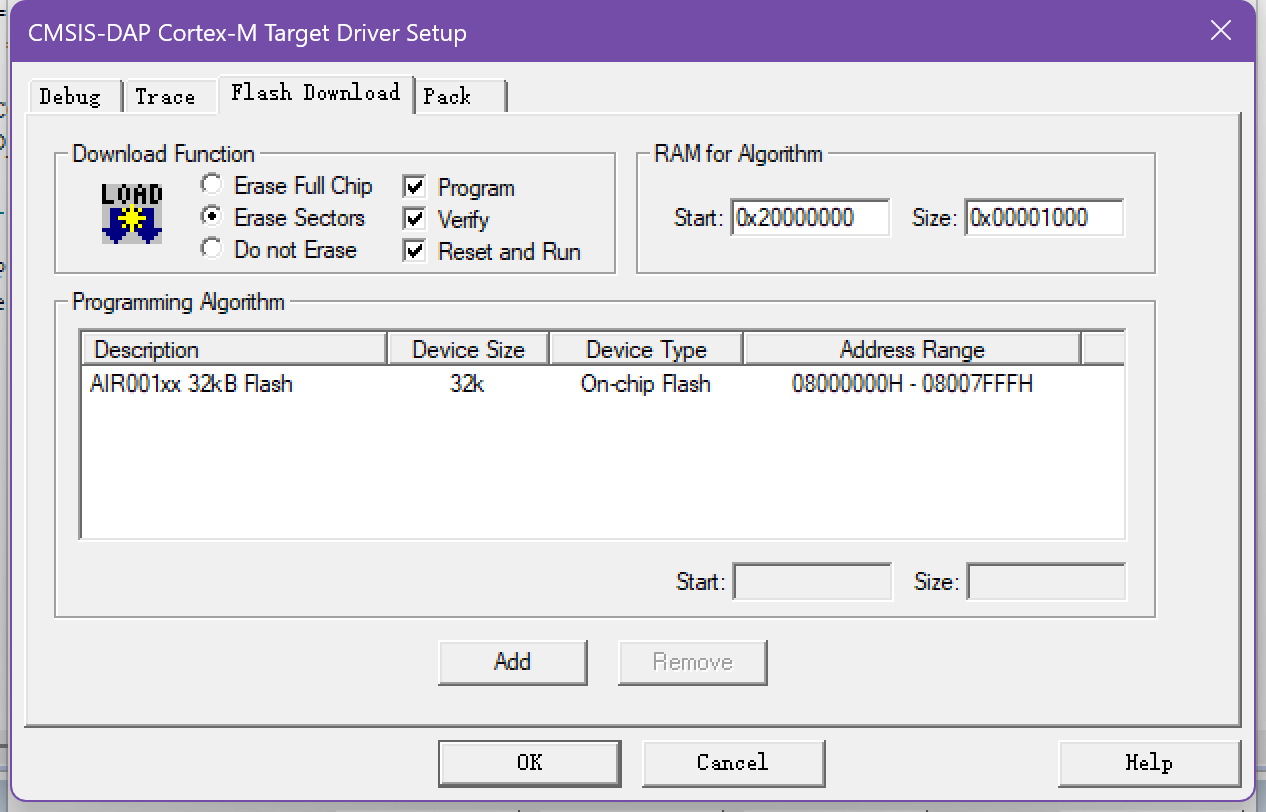 CMSIS-DAP Cortex-M Target Driver Setup
Debug Trace Flash Download Pack
Download Function
LOAD
Erase Full Chip
Erase Sectors
Do not Erase
Program
Verify
Reset and Run
RAM for Algorithm
Start: 0x20000000 Size: 0x00001000
Programming Algorithm
Description Device Size Device Type Address Range
AIR001xx 32kB Flash 32k On-chip Flash 08000000H - 08007FFFH
Start: Size:
Add Remove
OK Cancel Help